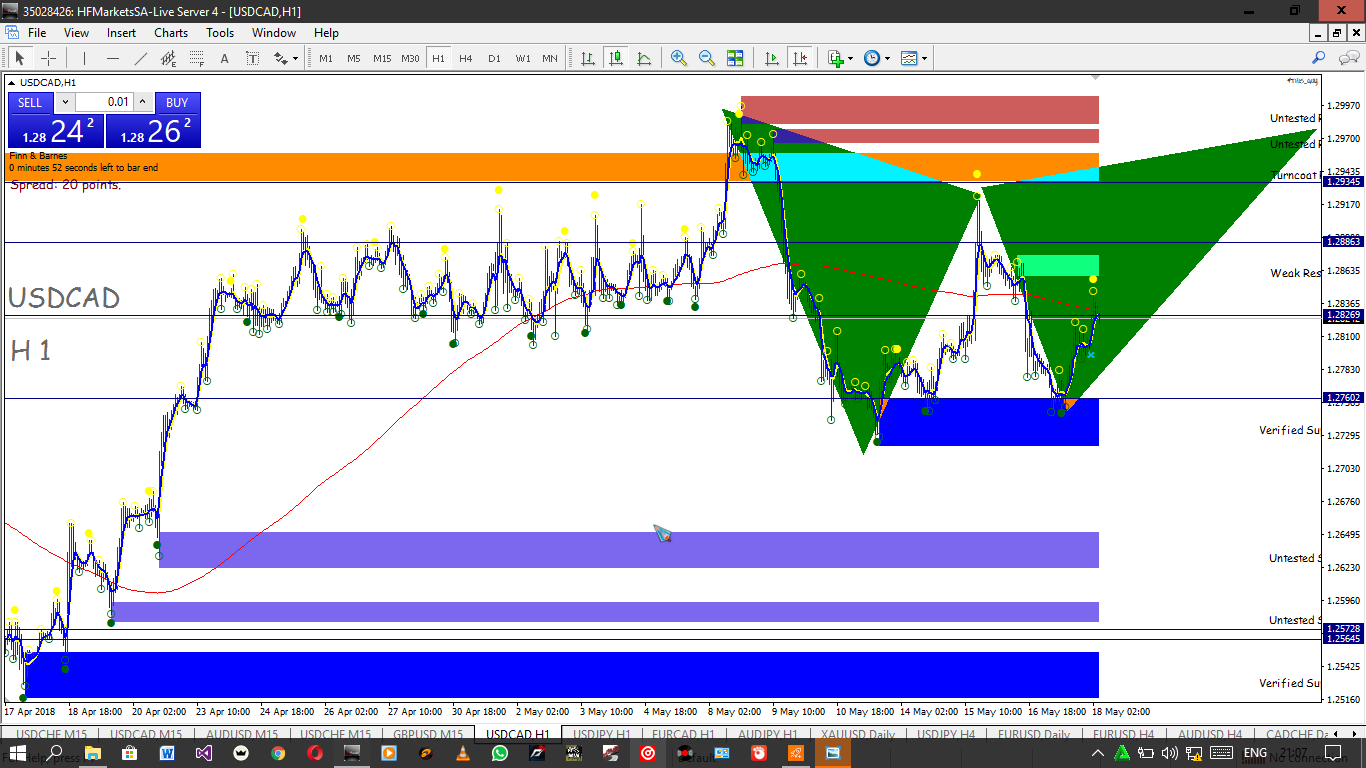 35028426: HFMarketsSA-Live Server 4 - [USDCAD,H1]
File View Insert Charts Tools Window Help
A T M1 M5 M15 M30 H1 H4 D1 W1 MN
USDCAD,H1
SELL 0.01 BUY
1.28 24 2 1.28 26 2
Finn & Barnes
0 minutes 52 seconds left to bar end
Spread: 20 points.
USDCAD
H 1
Untested
Untested
Turncoat
Weak Res
Verified Su
Untested S
Untested S
Verified Su
1.29970
1.29700
1.29435
1.29345
1.29170
1.28863
1.28635
1.28365
1.28269
1.28100
1.27830
1.27602
1.27295
1.27030
1.26760
1.26495
1.26230
1.25960
1.25728
1.25645
1.25425
1.25160
17 Apr 2018 18 Apr 18:00 20 Apr 02:00 23 Apr 10:00 24 Apr 18:00 26 Apr 02:00 27 Apr 10:00 30 Apr 18:00 2 May 02:00 3 May 10:00 4 May 18:00 8 May 02:00 9 May 10:00 10 May 18:00 14 May 02:00 15 May 10:00 16 May 18:00 18 May 02:00
USDCHF M15 USDCAD M15 AUDUSD M15 USDCHF M15 GBPUSD M15 USDCAD,H1 USDJPY H1 EURCAD H1 AUDJPY H1 XAUUSD Daily USDJPY H4 EURUSD Daily EURUSD H4 AUDUSD H4 CADCHF Da
ENG 21:07